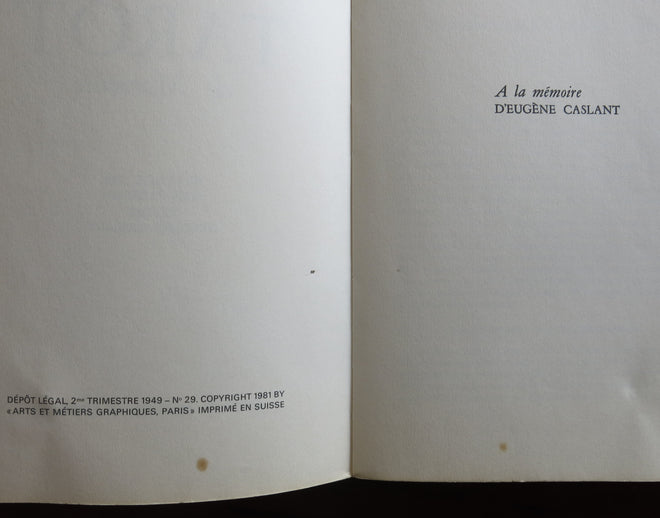 DÉPÔT LÉGAL, 2me TRIMESTRE 1949 – No 29. COPYRIGHT 1981 BY
« ARTS ET MÉTIERS GRAPHIQUES, PARIS » IMPRIMÉ EN SUISSE
A la mémoire
D'EUGÈNE CASLANT